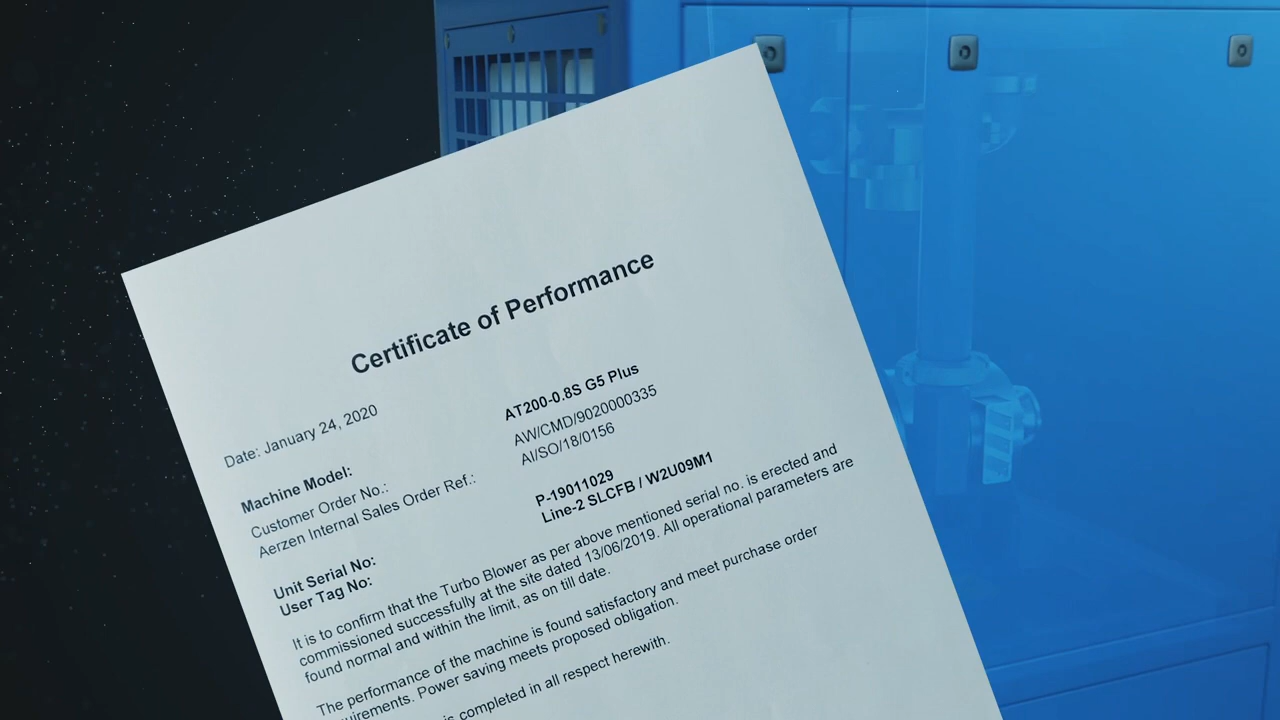 Certificate of Performance
Date: January 24, 2020
Machine Model: AT200-0.8S G5 Plus
Customer Order No.: AW/CMD/9020000335
Aerzen Internal Sales Order Ref.: AI/SO/18/0156
Unit Serial No: P-19011029
User Tag No: Line-2 SLCFB / W2U09M1
It is to confirm that the Turbo Blower as per above mentioned serial no. is erected and
commissioned successfully at the site dated 13/06/2019. All operational parameters are
found normal and within the limit, as on till date.
The performance of the machine is found satisfactory and meet purchase order
uirements. Power saving meets proposed obligation.
is completed in all respect herewith.